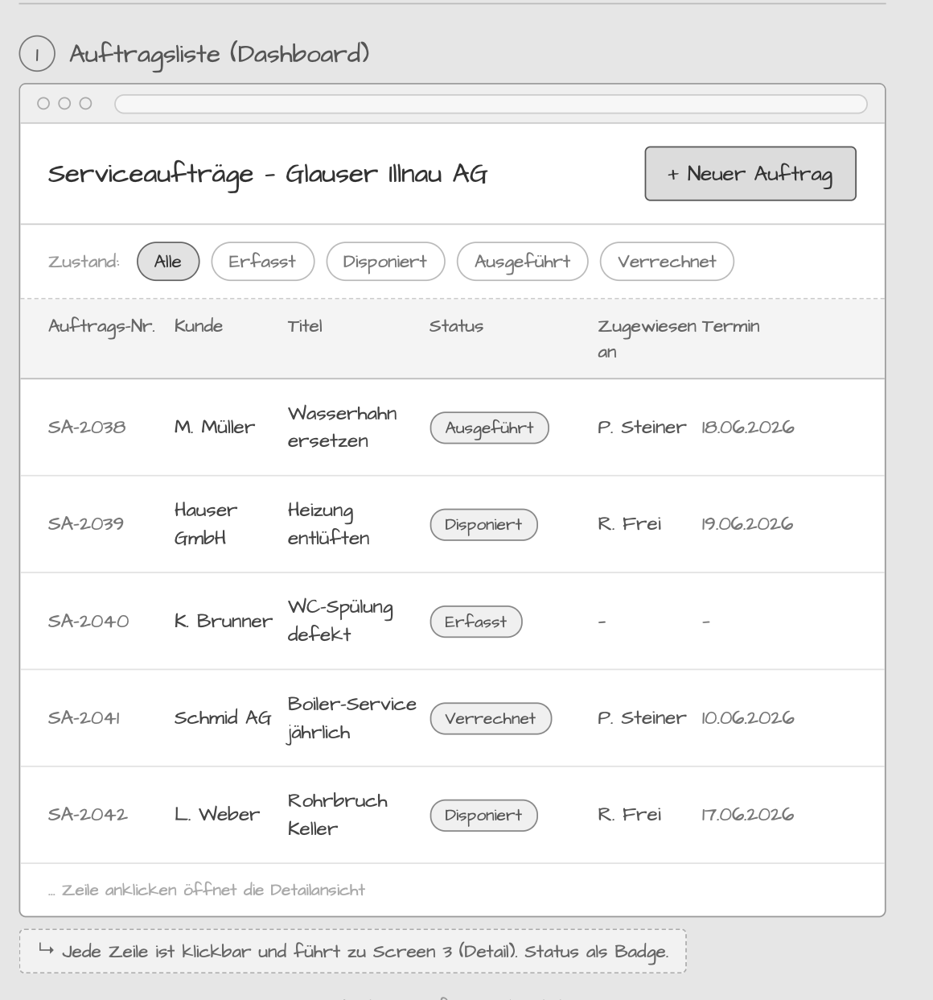 1 Auftragsliste (Dashboard)
Serviceaufträge - Glauser Illnau AG
+ Neuer Auftrag
Zustand: Alle Erfasst Disponiert Ausgeführt Verrechnet
Auftrags-Nr. Kunde Titel Status Zugewiesen an Termin
SA-2038 M. Müller Wasserhahn ersetzen Ausgeführt P. Steiner 18.06.2026
SA-2039 Hauser GmbH Heizung entlüften Disponiert R. Frei 19.06.2026
SA-2040 K. Brunner WC-Spülung defekt Erfasst - -
SA-2041 Schmid AG Boiler-Service jährlich Verrechnet P. Steiner 10.06.2026
SA-2042 L. Weber Rohrbruch Keller Disponiert R. Frei 17.06.2026
… Zeile anklicken öffnet die Detailansicht
↳ Jede Zeile ist klickbar und führt zu Screen 3 (Detail). Status als Badge.